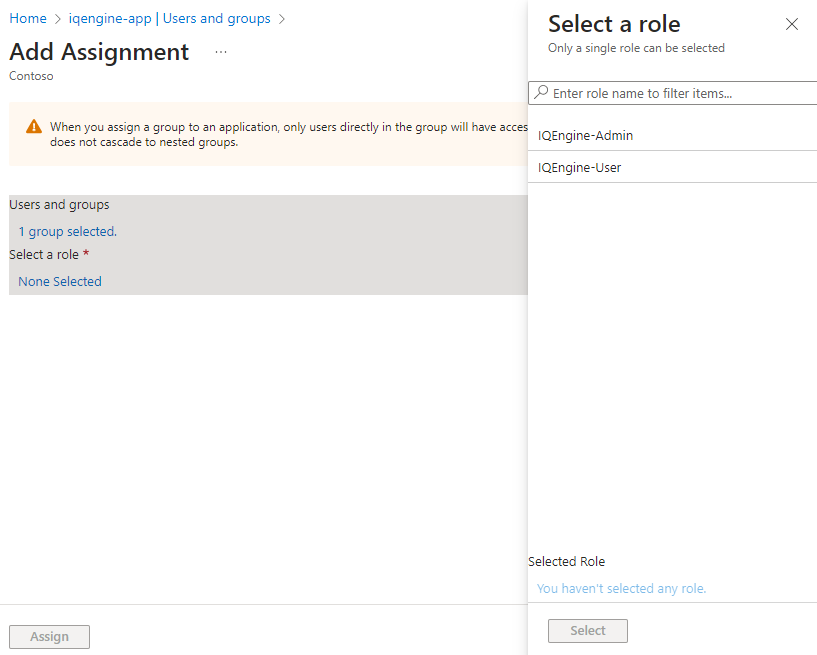 Home > iqengine-app | Users and groups >
Add Assignment ...
Contoso
When you assign a group to an application, only users directly in the group will have acces
does not cascade to nested groups.
Users and groups
1 group selected.
Select a role *
None Selected
Assign
Select a role
Only a single role can be selected
Enter role name to filter items...
IQEngine-Admin
IQEngine-User
Selected Role
You haven't selected any role.
Select